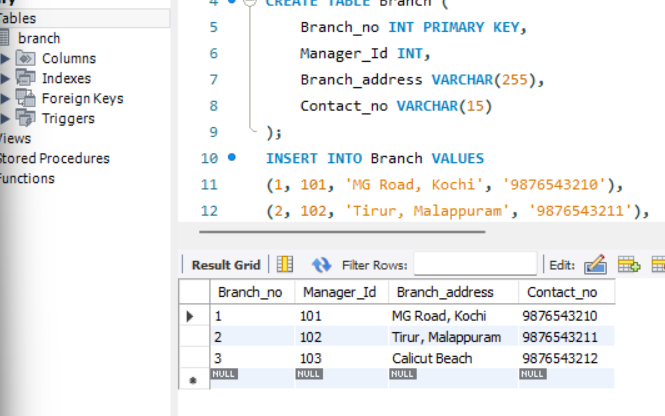 Tables
branch
Columns
Indexes
Foreign Keys
Triggers
Views
Stored Procedures
Functions
4 CREATE TABLE Branch (
5 Branch_no INT PRIMARY KEY,
6 Manager_Id INT,
7 Branch_address VARCHAR(255),
8 Contact_no VARCHAR(15)
9 );
10 INSERT INTO Branch VALUES
11 (1, 101, 'MG Road, Kochi', '9876543210'),
12 (2, 102, 'Tirur, Malappuram', '9876543211'),
Result Grid Filter Rows: Edit:
Branch_no Manager_Id Branch_address Contact_no
1 101 MG Road, Kochi 9876543210
2 102 Tirur, Malappuram 9876543211
3 103 Calicut Beach 9876543212
NULL NULL NULL NULL